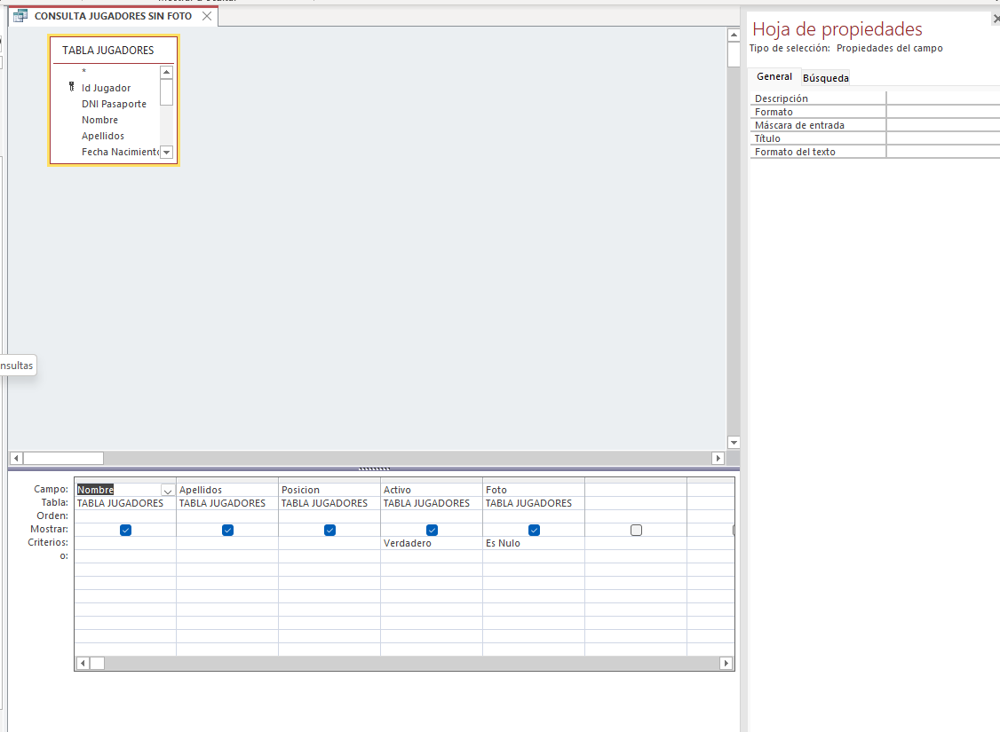 CONSULTA JUGADORES SIN FOTO
TABLA JUGADORES
*
Id Jugador
DNI Pasaporte
Nombre
Apellidos
Fecha Nacimiento
nsultas
Hoja de propiedades
Tipo de selección: Propiedades del campo
General Búsqueda
Descripción
Formato
Máscara de entrada
Título
Formato del texto
Campo: Nombre Apellidos Posicion Activo Foto
Tabla: TABLA JUGADORES TABLA JUGADORES TABLA JUGADORES TABLA JUGADORES TABLA JUGADORES
Orden:
Mostrar:
Criterios: Verdadero Es Nulo
o: